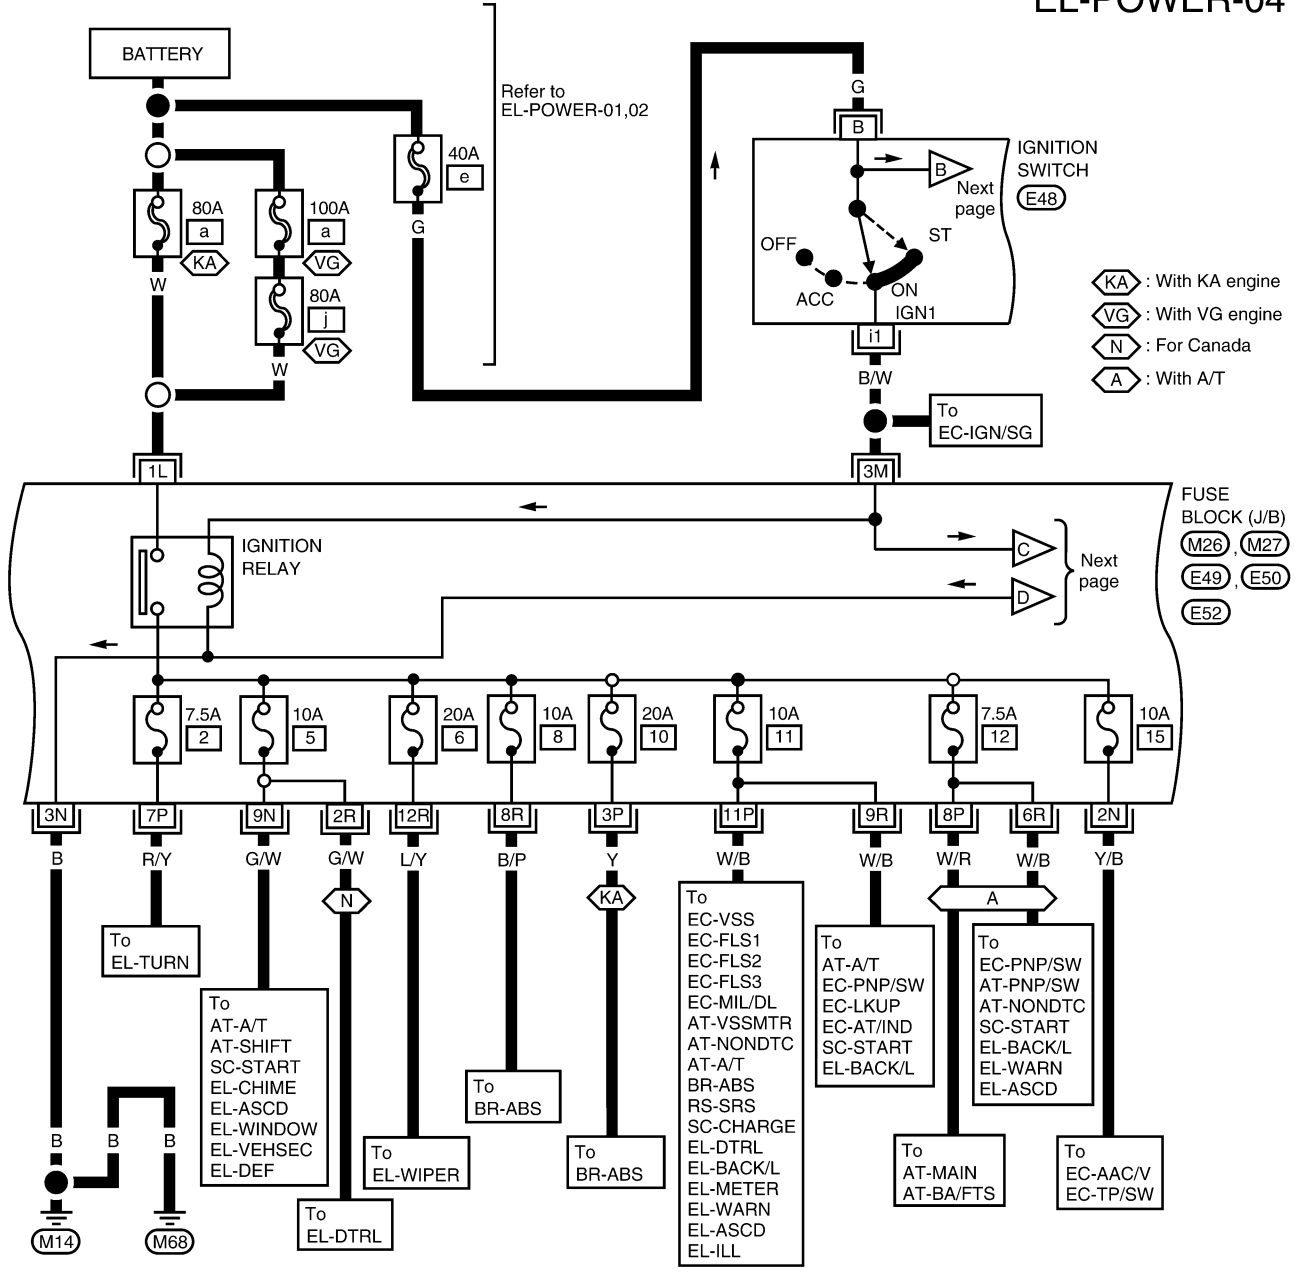 EL-POWER-04
BATTERY
Refer to
EL-POWER-01,02
G
B
IGNITION
SWITCH
E48
B
Next
page
80A
a
KA
100A
a
VG
40A
e
G
W
80A
j
VG
W
OFF
ACC
ST
ON
IGN1
i1
B/W
KA : With KA engine
VG : With VG engine
N : For Canada
A : With A/T
To
EC-IGN/SG
1L
3M
FUSE
BLOCK (J/B)
M26 , M27
E49 , E50
E52
IGNITION
RELAY
C
D
Next
page
7.5A
2
10A
5
20A
6
10A
8
20A
10
10A
11
7.5A
12
10A
15
3N
7P
9N
2R
12R
8R
3P
11P
9R
8P
6R
2N
B
R/Y
G/W
G/W
L/Y
B/P
Y
W/B
W/B
W/R
W/B
Y/B
N
KA
A
To
EL-TURN
To
AT-A/T
AT-SHIFT
SC-START
EL-CHIME
EL-ASCD
EL-WINDOW
EL-VEHSEC
EL-DEF
To
EL-DTRL
To
EL-WIPER
To
BR-ABS
To
BR-ABS
To
EC-VSS
EC-FLS1
EC-FLS2
EC-FLS3
EC-MIL/DL
AT-VSSMTR
AT-NONDTC
AT-A/T
BR-ABS
RS-SRS
SC-CHARGE
EL-DTRL
EL-BACK/L
EL-METER
EL-WARN
EL-ASCD
EL-ILL
To
AT-A/T
EC-PNP/SW
EC-LKUP
EC-AT/IND
SC-START
EL-BACK/L
To
AT-MAIN
AT-BA/FTS
To
EC-PNP/SW
AT-PNP/SW
AT-NONDTC
SC-START
EL-BACK/L
EL-WARN
EL-ASCD
To
EC-AAC/V
EC-TP/SW
B
B
B
M14
M68